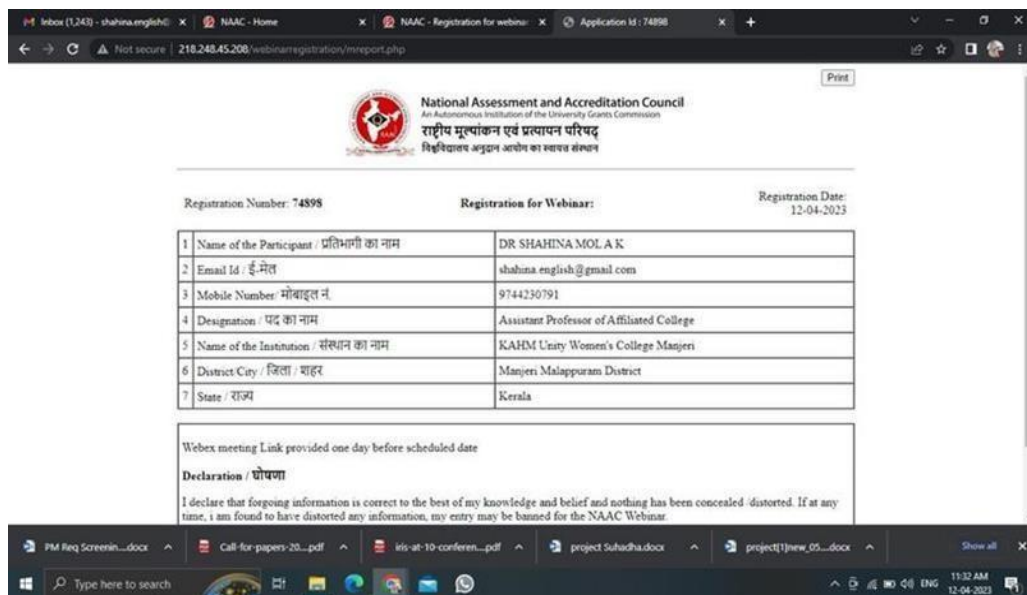 Inbox (1,243) - shahina.english@
NAAC - Home
NAAC - Registration for webinar
Application Id : 74898
Not secure | 218.248.45.208/webinarregistration/mreport.php
Print
National Assessment and Accreditation Council
An Autonomous Institution of the University Grants Commission
राष्ट्रीय मूल्यांकन एवं प्रत्यायन परिषद
विश्वविद्यालय अनुदान आयोग का स्वायत्त संस्थान
Registration Number: 74898
Registration for Webinar:
Registration Date:
12-04-2023
1 Name of the Participant / प्रतिभागी का नाम DR SHAHINA MOL A K
2 Email Id / ई-मेल shahina.english@gmail.com
3 Mobile Number/ मोबाइल नं. 9744230791
4 Designation / पद का नाम Assistant Professor of Affiliated College
5 Name of the Institution / संस्थान का नाम KAHM Unity Women's College Manjeri
6 District/City / जिला / शहर Manjeri Malappuram District
7 State / राज्य Kerala
Webex meeting Link provided one day before scheduled date
Declaration / घोषणा
I declare that forgoing information is correct to the best of my knowledge and belief and nothing has been concealed /distorted. If at any
time, i am found to have distorted any information, my entry may be banned for the NAAC Webinar.
PM Req Screenin....docx
Call-for-papers-20....pdf
iris-at-10-conferen....pdf
project Suhadha.docx
project[1]new_05....docx
Show all
Type here to search
ENG
11:32 AM
12-04-2023